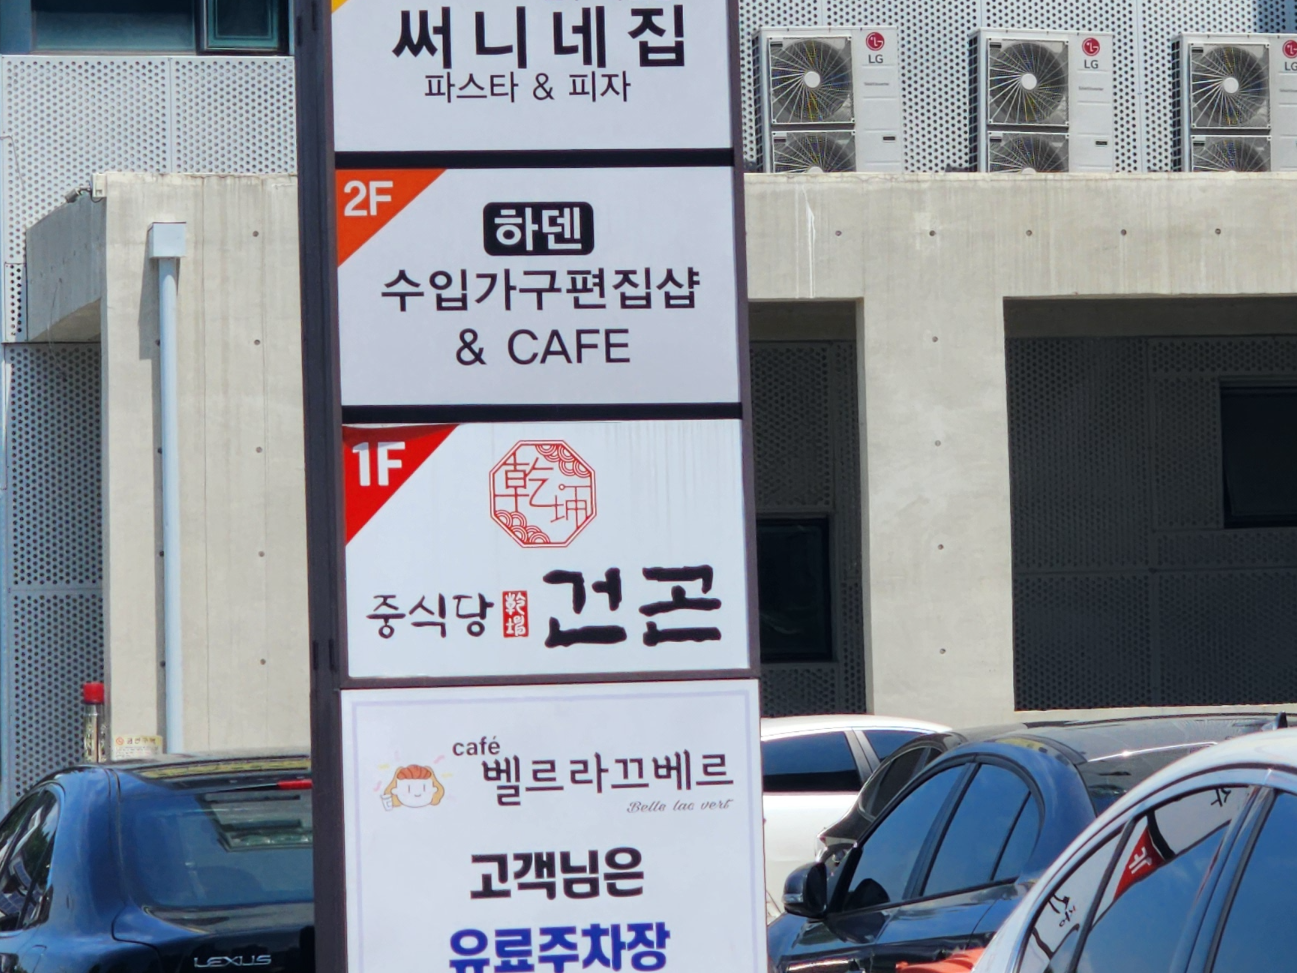 써니네집
파스타 & 피자
2F
하덴
수입가구편집샵
& CAFE
1F
乾坤
중식당 乾坤 건곤
café
벨르라끄베르
Belle lac vert
고객님은
유료주차장
LG
LG
LG
LEXUS